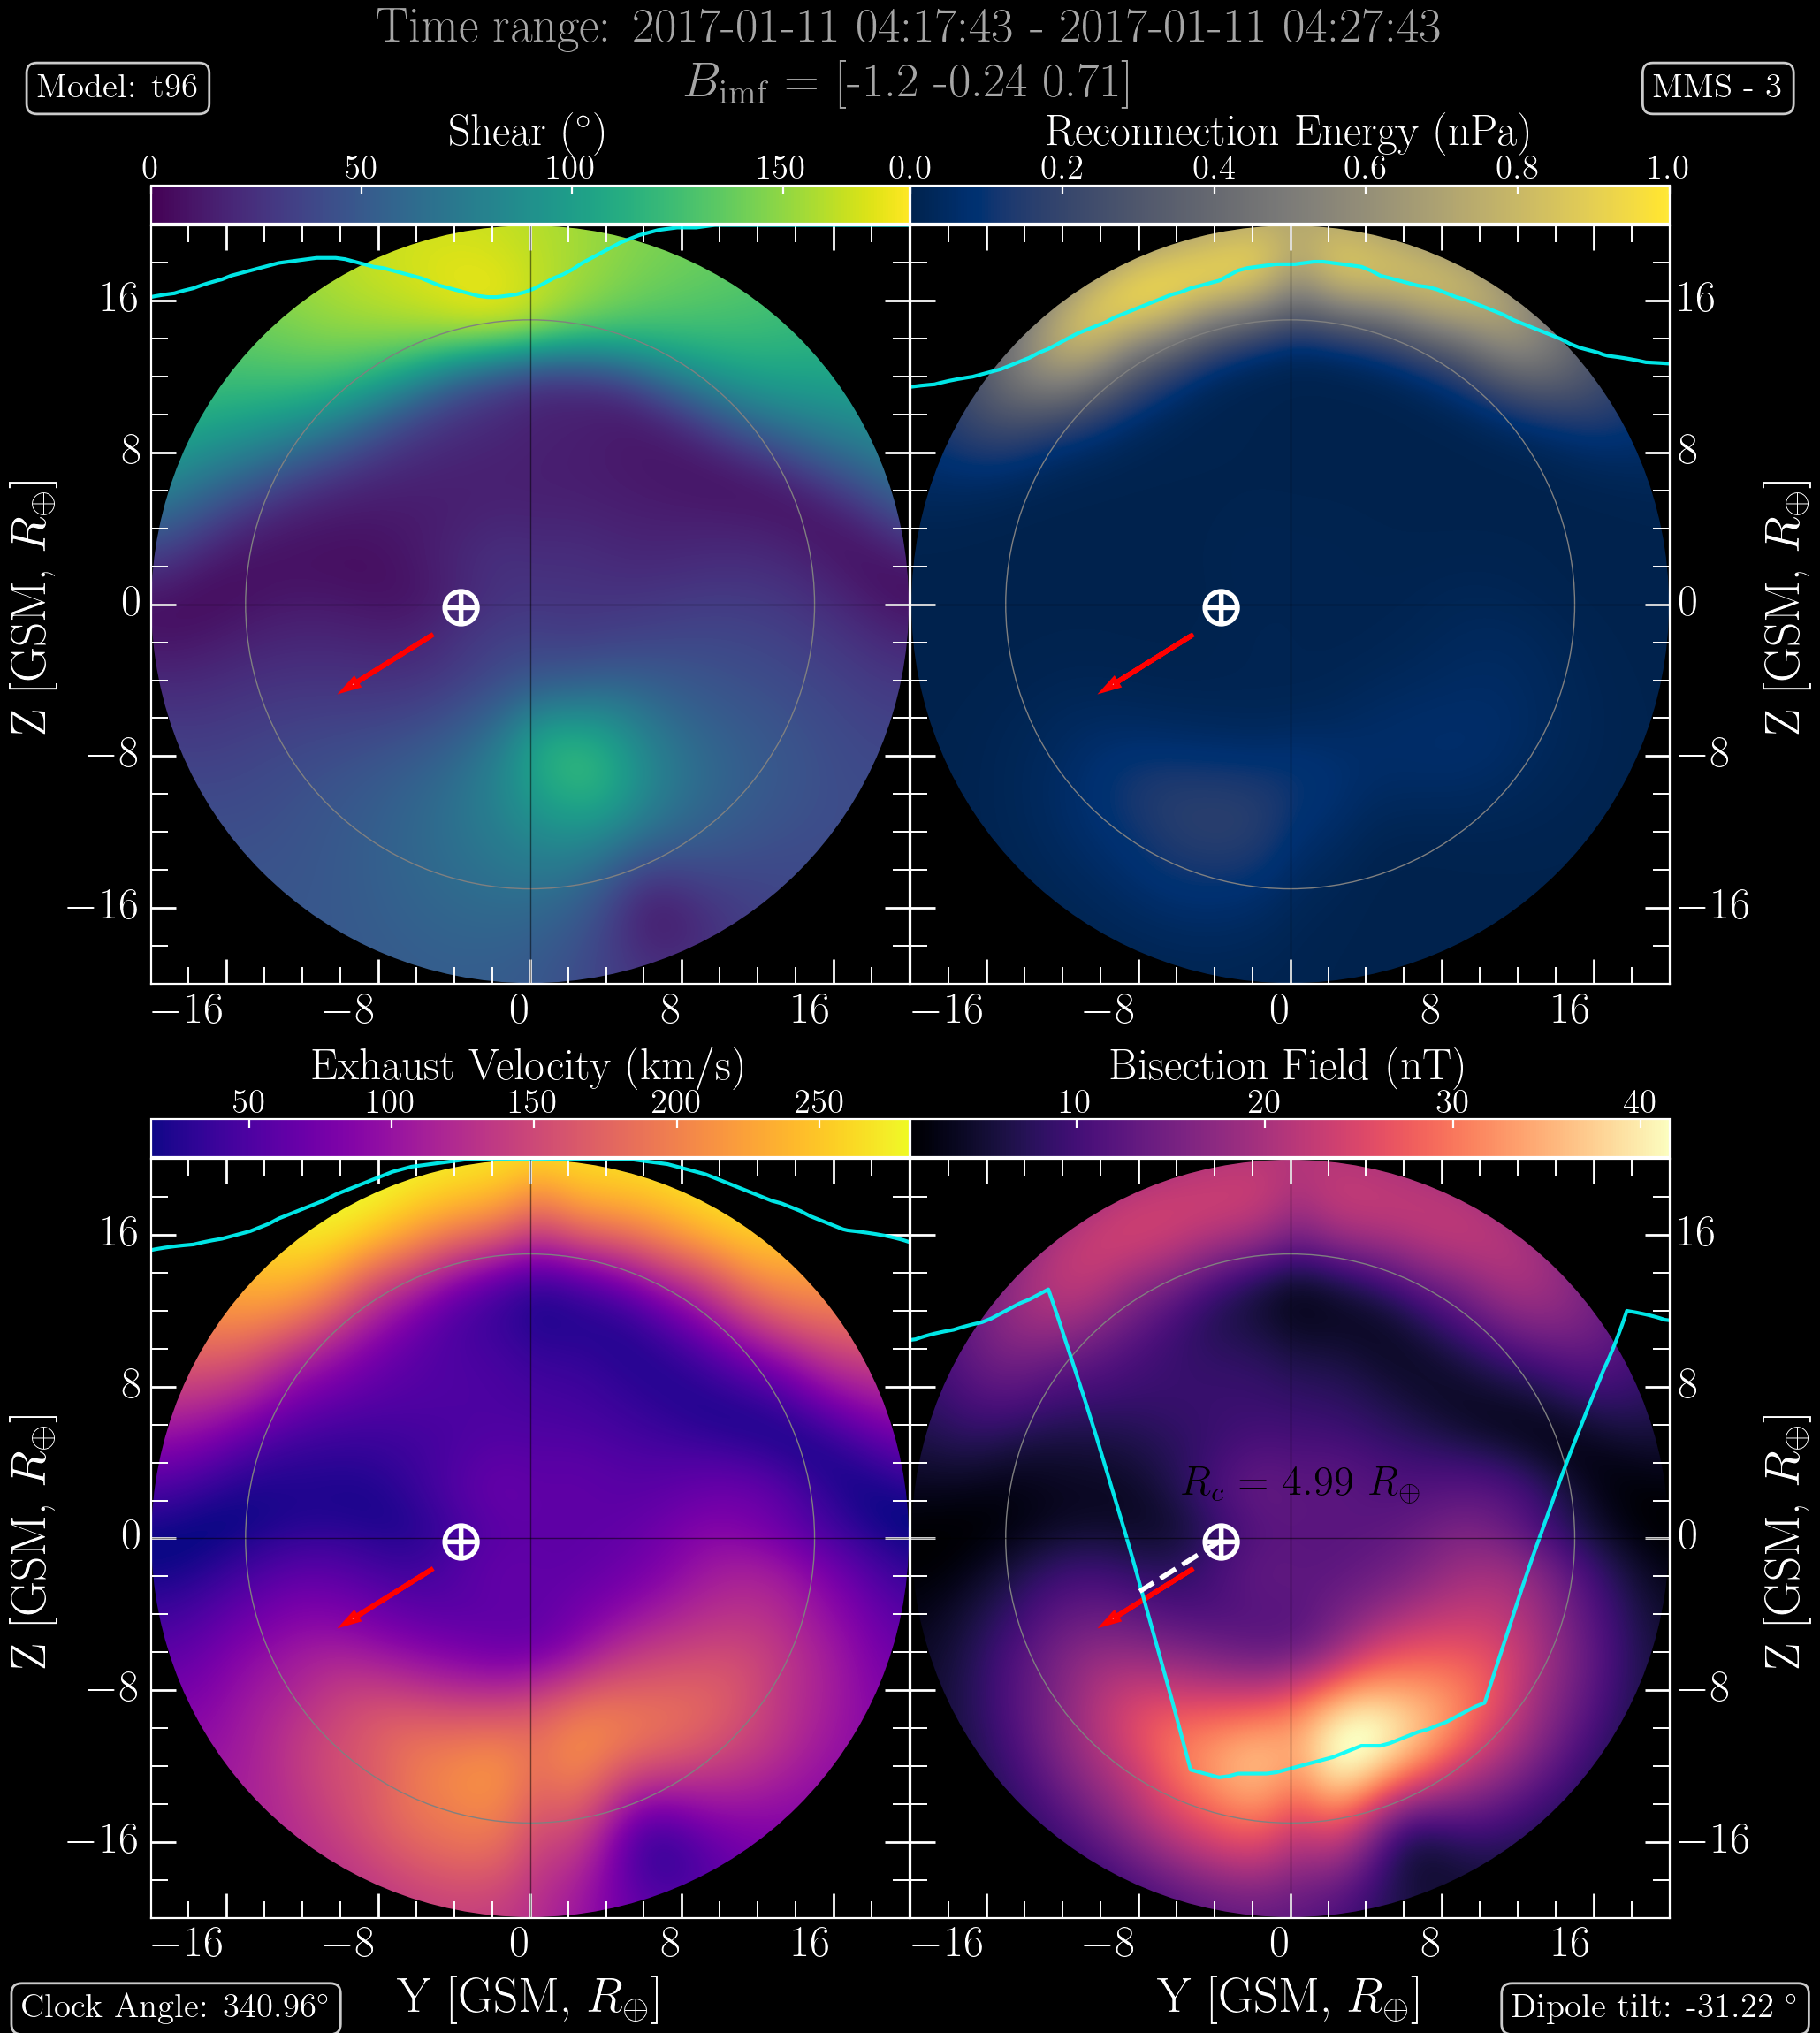 Time range: 2017-01-11 04:17:43 - 2017-01-11 04:27:43
B_imf = [-1.2 -0.24 0.71]
Model: t96
MMS - 3
Shear (°)
Reconnection Energy (nPa)
0 50 100 150
0.0 0.2 0.4 0.6 0.8 1.0
Z [GSM, R⊕]
16
8
0
−8
−16
16
8
0
−8
−16
Z [GSM, R⊕]
−16 −8 0 8 16
−16 −8 0 8 16
Exhaust Velocity (km/s)
Bisection Field (nT)
50 100 150 200 250
10 20 30 40
Z [GSM, R⊕]
16
8
0
−8
−16
R_c = 4.99 R⊕
16
8
0
−8
−16
Z [GSM, R⊕]
−16 −8 0 8 16
−16 −8 0 8 16
Y [GSM, R⊕]
Y [GSM, R⊕]
Clock Angle: 340.96°
Dipole tilt: -31.22 °